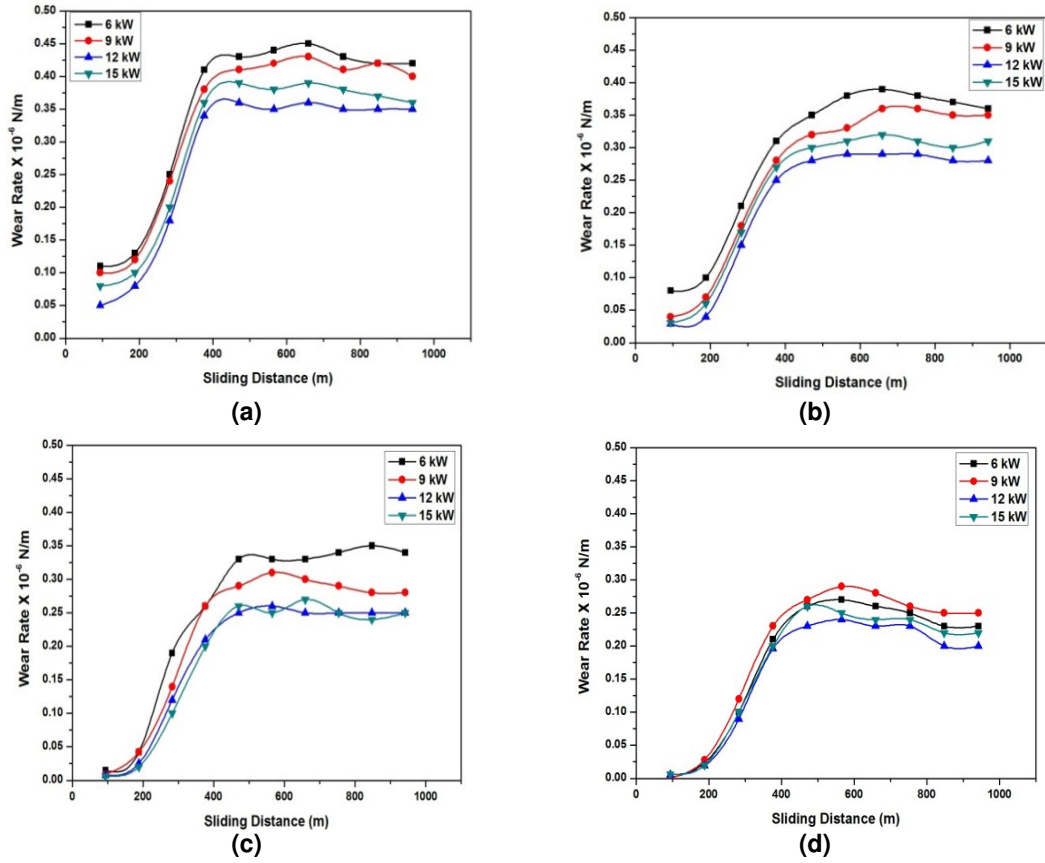 6 kW
9 kW
12 kW
15 kW
0.50
0.45
0.40
0.35
0.30
0.25
0.20
0.15
0.10
0.05
0.00
Wear Rate X 10⁻⁶ N/m
0 200 400 600 800 1000
Sliding Distance (m)
(a)
6 kW
9 kW
12 kW
15 kW
0.50
0.45
0.40
0.35
0.30
0.25
0.20
0.15
0.10
0.05
0.00
Wear Rate X 10⁻⁶ N/m
0 200 400 600 800 1000
Sliding Distance (m)
(b)
6 kW
9 kW
12 kW
15 kW
0.50
0.45
0.40
0.35
0.30
0.25
0.20
0.15
0.10
0.05
0.00
Wear Rate X 10⁻⁶ N/m
0 200 400 600 800 1000
Sliding Distance (m)
(c)
6 kW
9 kW
12 kW
15 kW
0.50
0.45
0.40
0.35
0.30
0.25
0.20
0.15
0.10
0.05
0.00
Wear Rate X 10⁻⁶ N/m
0 200 400 600 800 1000
Sliding Distance (m)
(d)